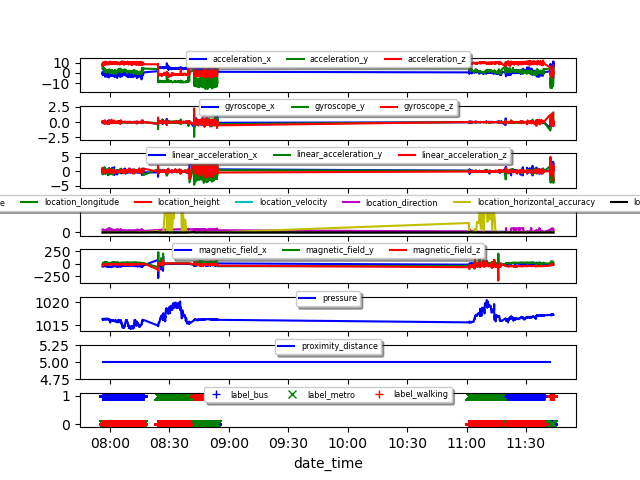 acceleration_x acceleration_y acceleration_z
10
0
−10
gyroscope_x gyroscope_y gyroscope_z
2.5
0.0
−2.5
linear_acceleration_x linear_acceleration_y linear_acceleration_z
5
0
−5
location_longitude location_height location_velocity location_direction location_horizontal_accuracy
0
magnetic_field_x magnetic_field_y magnetic_field_z
250
0
−250
pressure
1020
1015
proximity_distance
5.25
5.00
4.75
label_bus label_metro label_walking
1
0
08:00 08:30 09:00 09:30 10:00 10:30 11:00 11:30
date_time